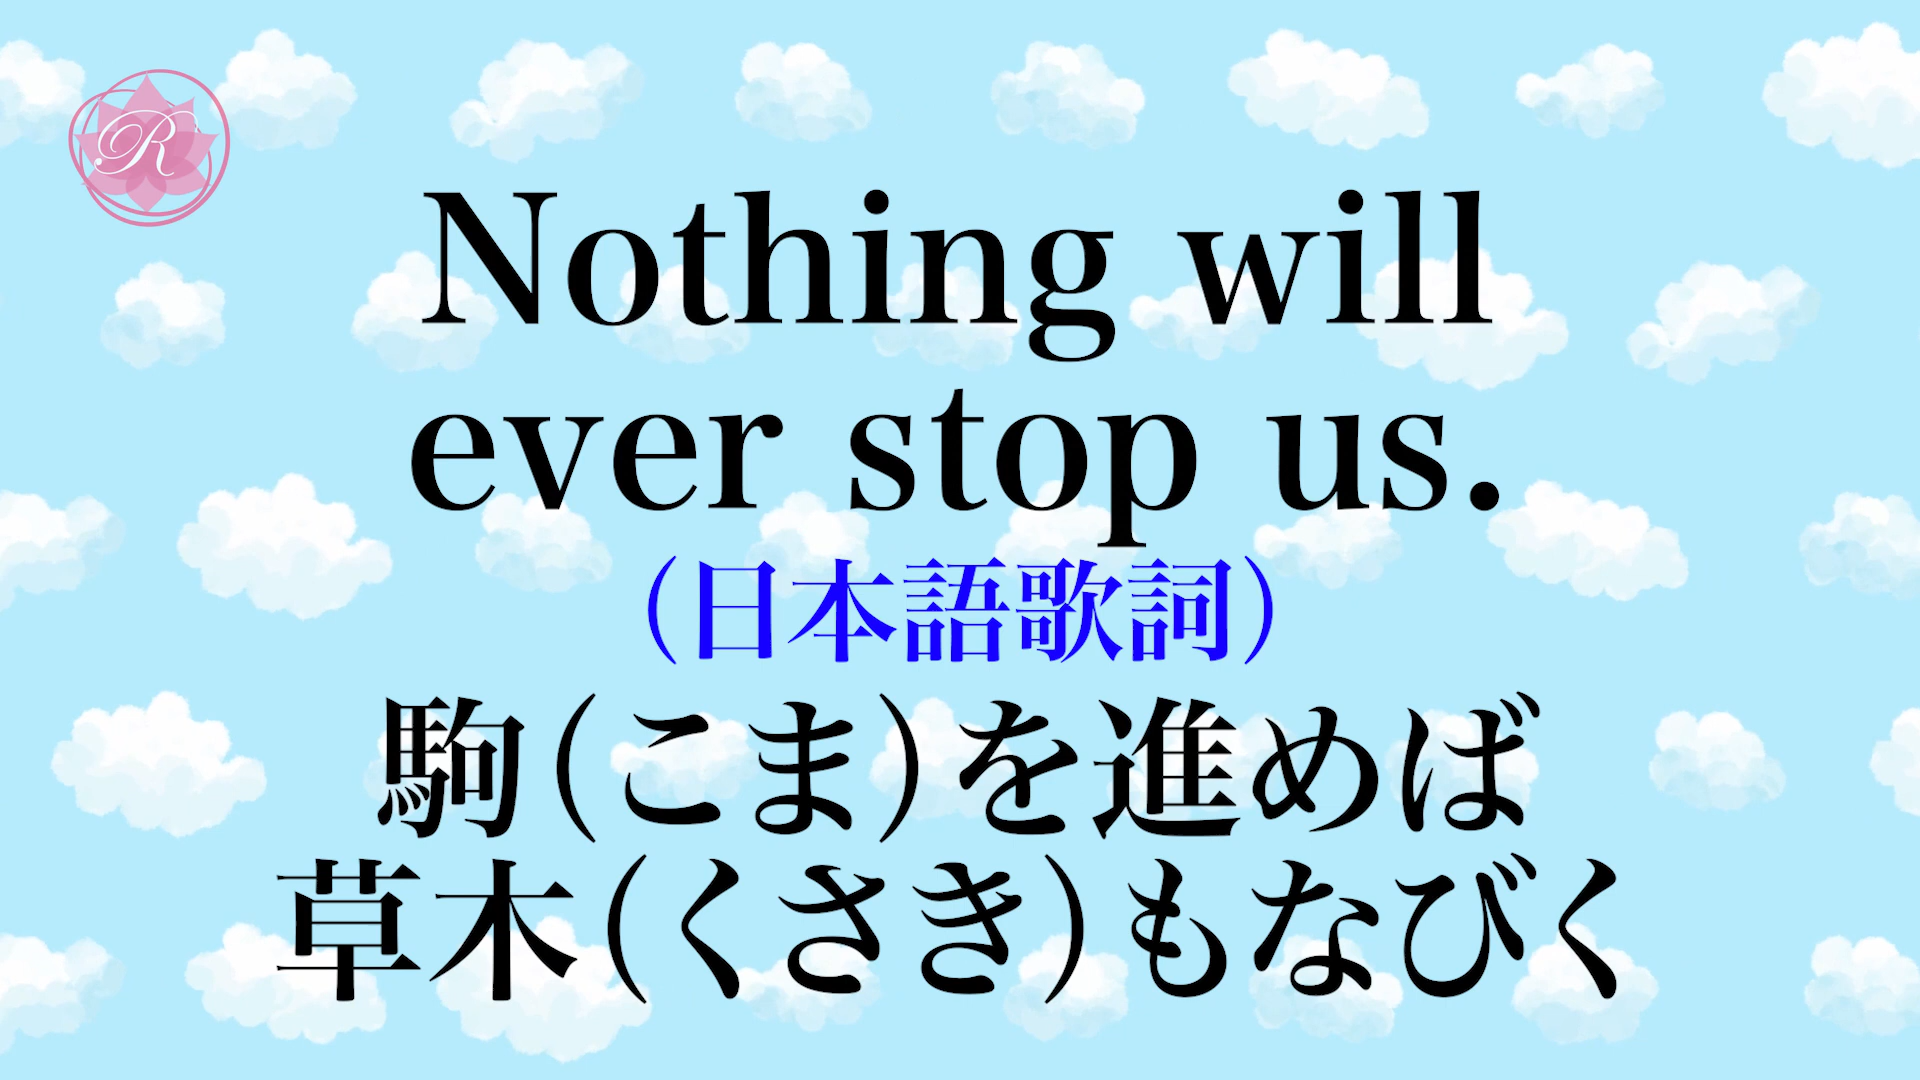 R
Nothing will
ever stop us.
（日本語歌詞）
駒（こま）を進めば
草木（くさき）もなびく